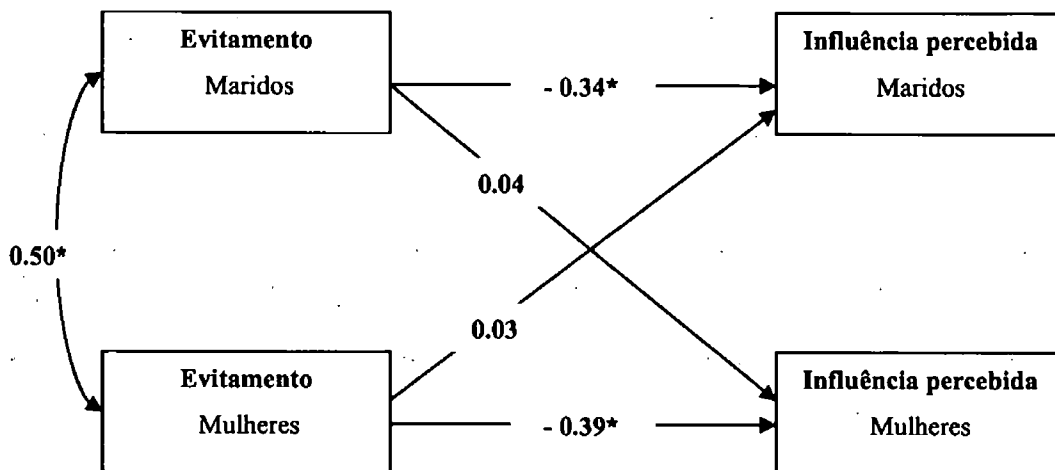 Evitamento
Maridos
- 0.34*
Influência percebida
Maridos
0.04
0.50*
0.03
Evitamento
Mulheres
- 0.39*
Influência percebida
Mulheres